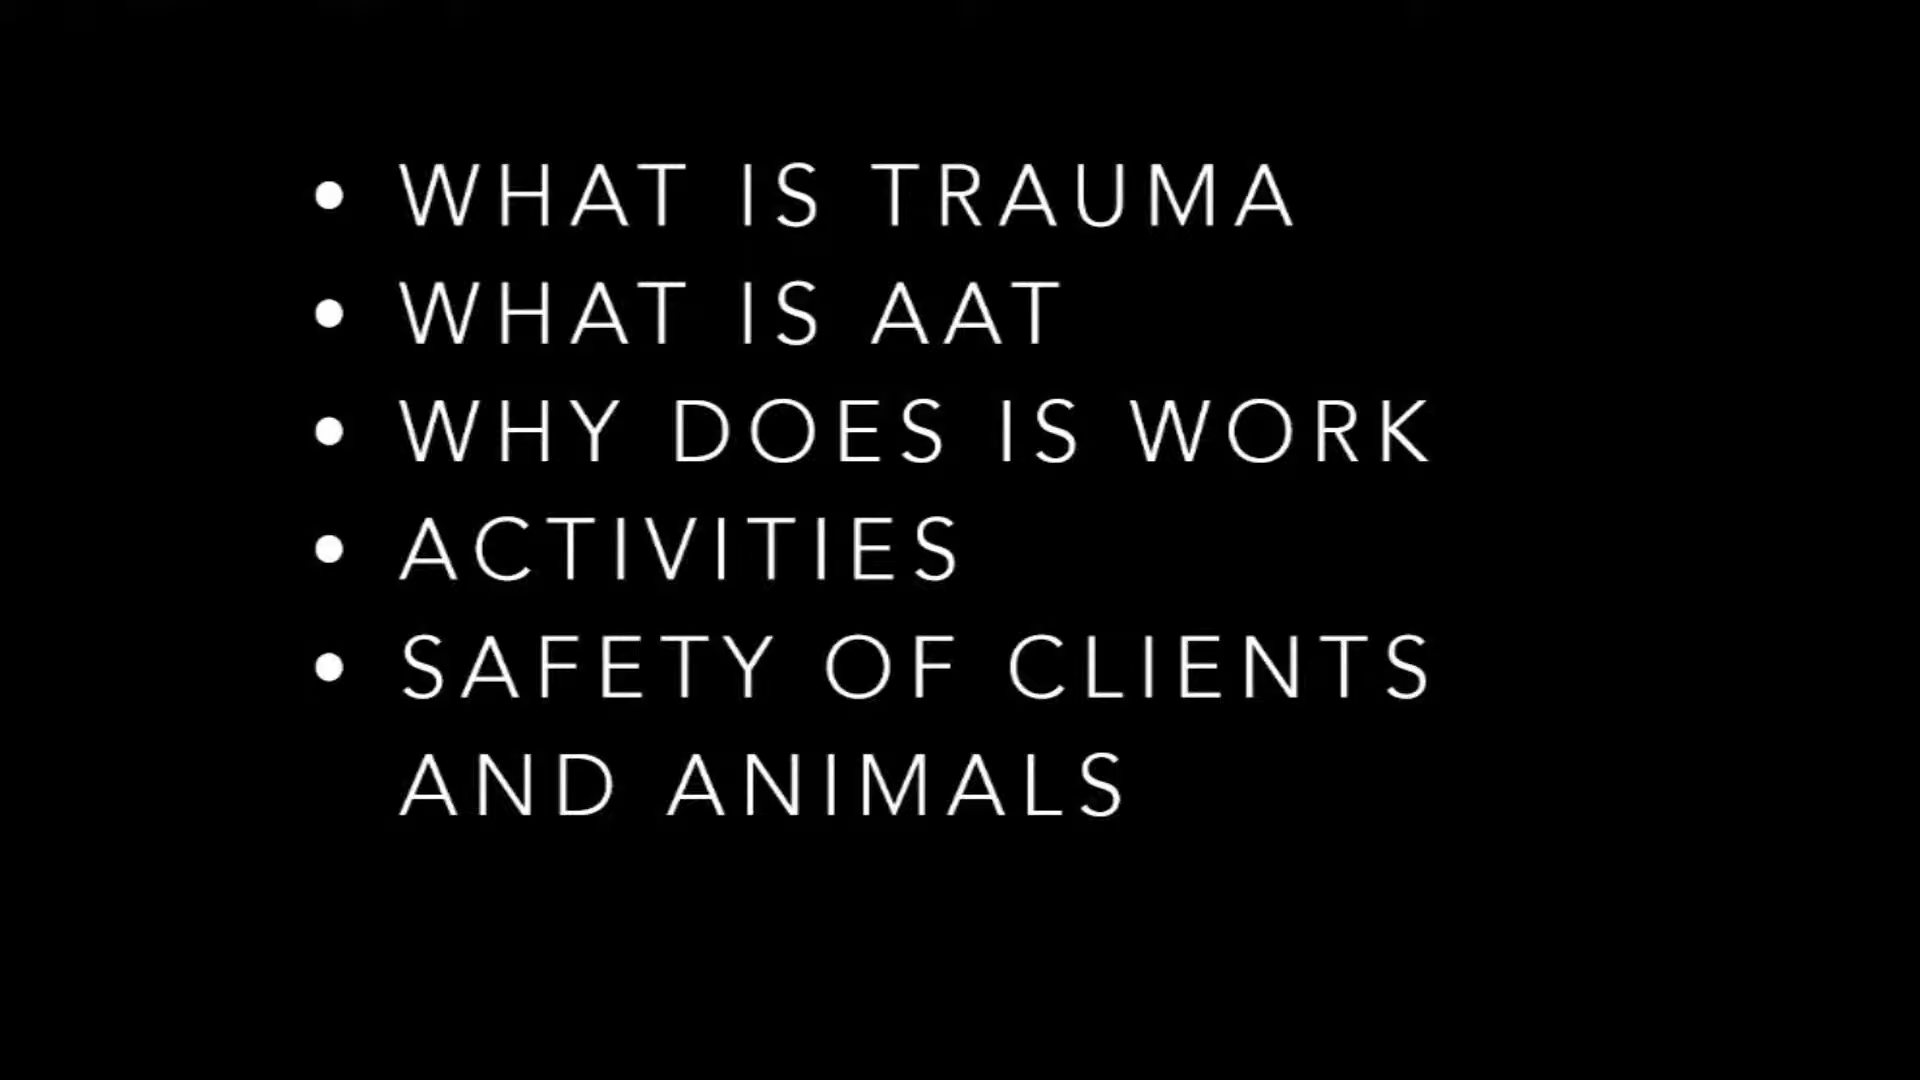 • WHAT IS TRAUMA
• WHAT IS AAT
• WHY DOES IS WORK
• ACTIVITIES
• SAFETY OF CLIENTS
AND ANIMALS